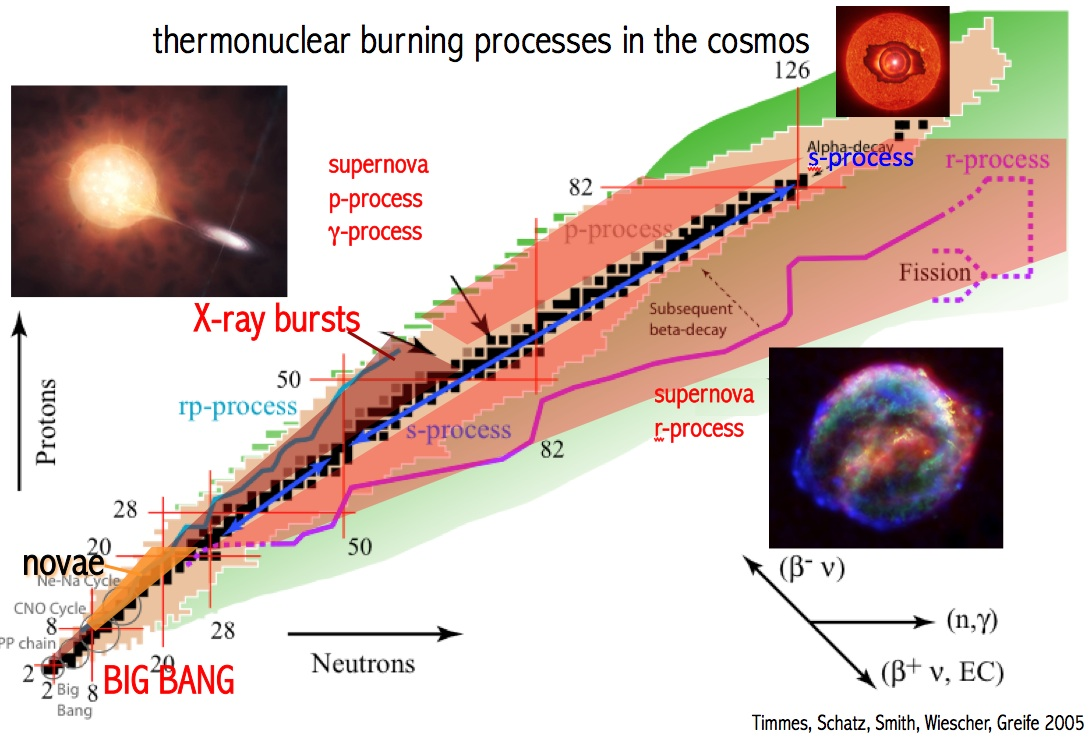 thermonuclear burning processes in the cosmos
126
supernova
p-process
γ-process
Alpha-decay
s-process
r-process
82
p-process
Fission
X-ray bursts
Subsequent
beta-decay
50
rp-process
s-process
supernova
r-process
82
Protons
28
50
20
novae
Ne-Na Cycle
CNO Cycle
8
PP chain
28
(β- ν)
(n,γ)
(β+ ν, EC)
Neutrons
20
2
2
Big
Bang
8
BIG BANG
Timmes, Schatz, Smith, Wiescher, Greife 2005